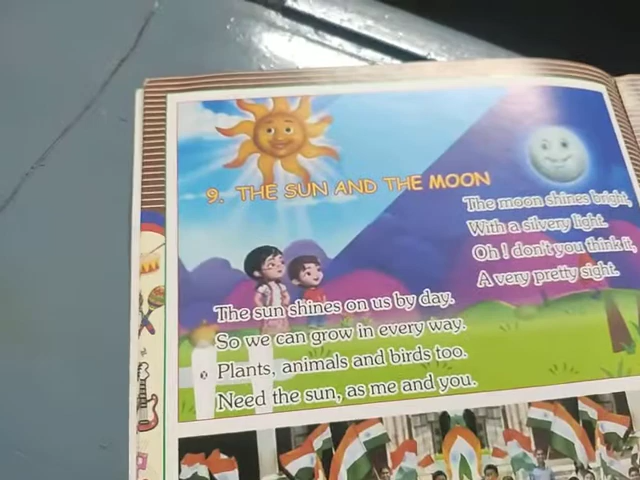 9. THE SUN AND THE MOON
The moon shines bright,
With a silvery light.
Oh ! don't you think it,
A very pretty sight.
The sun shines on us by day.
So we can grow in every way.
Plants, animals and birds too.
Need the sun, as me and you.